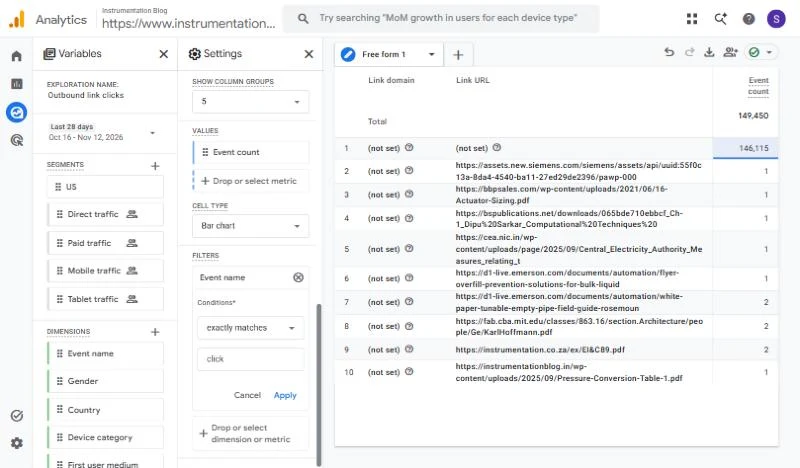 Analytics
Instrumentation Blog
https://www.instrumentation...
Try searching "MoM growth in users for each device type"
S
Variables
EXPLORATION NAME:
Outbound link clicks
Last 28 days
Oct 16 - Nov 12, 2026
SEGMENTS
US
Direct traffic
Paid traffic
Mobile traffic
Tablet traffic
DIMENSIONS
Event name
Gender
Country
Device category
First user medium
Settings
SHOW COLUMN GROUPS
5
VALUES
Event count
Drop or select metric
CELL TYPE
Bar chart
FILTERS
Event name
Conditions*
exactly matches
click
Cancel Apply
Drop or select
dimension or metric
Free form 1
Link domain Link URL Event
count
Total 149,450
1 (not set) (not set) 146,115
2 (not set) https://assets.new.siemens.com/siemens/assets/api/uuid:55f0c
13a-8da4-4540-ba11-27ed29de2396/pawp-000 1
3 (not set) https://bbpsales.com/wp-content/uploads/2021/06/16-
Actuator-Sizing.pdf 1
4 (not set) https://bspublications.net/downloads/065bde710ebbcf_Ch-
1_Dipu%20Sarkar_Computational%20Techniques%20 1
5 (not set) https://cea.nic.in/wp-
content/uploads/page/2025/09/Central_Electricity_Authority_Me
asures_relating_t 1
6 (not set) https://d1-live.emerson.com/documents/automation/flyer-
overfill-prevention-solutions-for-bulk-liquid 1
7 (not set) https://d1-live.emerson.com/documents/automation/white-
paper-tunable-empty-pipe-field-guide-rosemoun 2
8 (not set) https://fab.cba.mit.edu/classes/863.16/section.Architecture/peo
ple/Ge/KarlHoffmann.pdf 2
9 (not set) https://instrumentation.co.za/ex/EI&C89.pdf 2
10 (not set) https://instrumentationblog.in/wp-
content/uploads/2025/09/Pressure-Conversion-Table-1.pdf 1